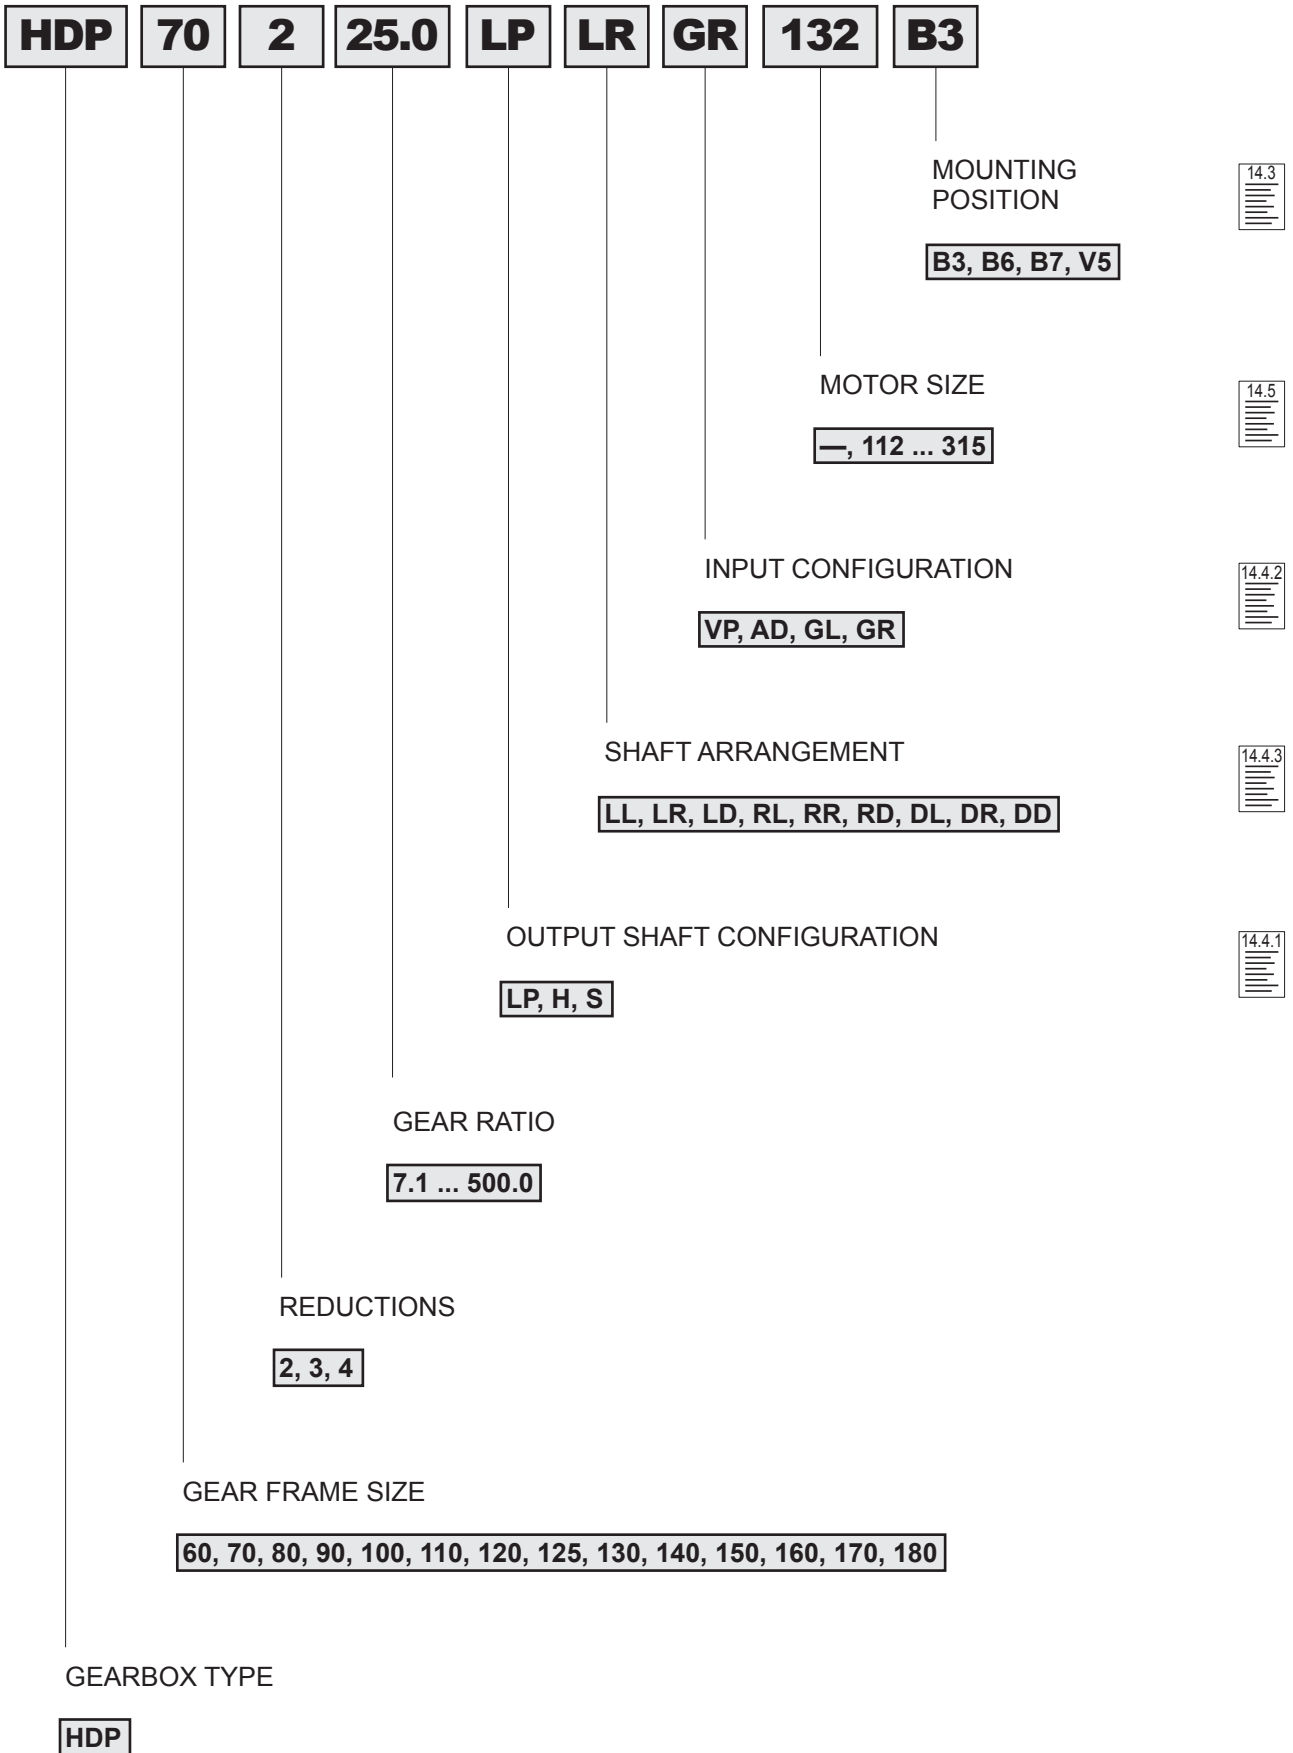 HDP 70 2 25.0 LP LR GR 132 B3
MOUNTING
POSITION
14.3
B3, B6, B7, V5
MOTOR SIZE
14.5
—, 112 ... 315
INPUT CONFIGURATION
14.4.2
VP, AD, GL, GR
SHAFT ARRANGEMENT
14.4.3
LL, LR, LD, RL, RR, RD, DL, DR, DD
OUTPUT SHAFT CONFIGURATION
14.4.1
LP, H, S
GEAR RATIO
7.1 ... 500.0
REDUCTIONS
2, 3, 4
GEAR FRAME SIZE
60, 70, 80, 90, 100, 110, 120, 125, 130, 140, 150, 160, 170, 180
GEARBOX TYPE
HDP